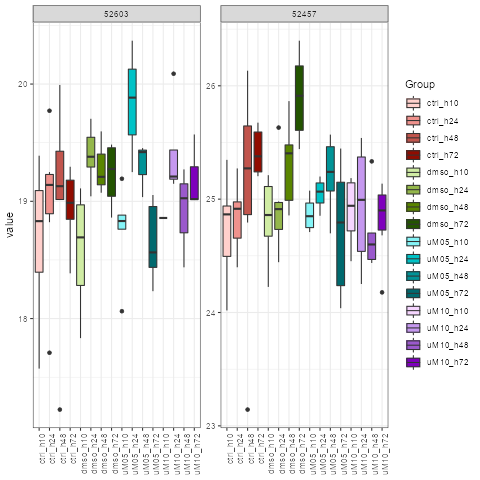 52603
52457
value
20
19
18
26
25
24
23
ctrl_h10
ctrl_h24
ctrl_h48
ctrl_h72
dmso_h10
dmso_h24
dmso_h48
dmso_h72
uM05_h10
uM05_h24
uM05_h48
uM05_h72
uM10_h10
uM10_h24
uM10_h48
uM10_h72
ctrl_h10
ctrl_h24
ctrl_h48
ctrl_h72
dmso_h10
dmso_h24
dmso_h48
dmso_h72
uM05_h10
uM05_h24
uM05_h48
uM05_h72
uM10_h10
uM10_h24
uM10_h48
uM10_h72
Group
ctrl_h10
ctrl_h24
ctrl_h48
ctrl_h72
dmso_h10
dmso_h24
dmso_h48
dmso_h72
uM05_h10
uM05_h24
uM05_h48
uM05_h72
uM10_h10
uM10_h24
uM10_h48
uM10_h72